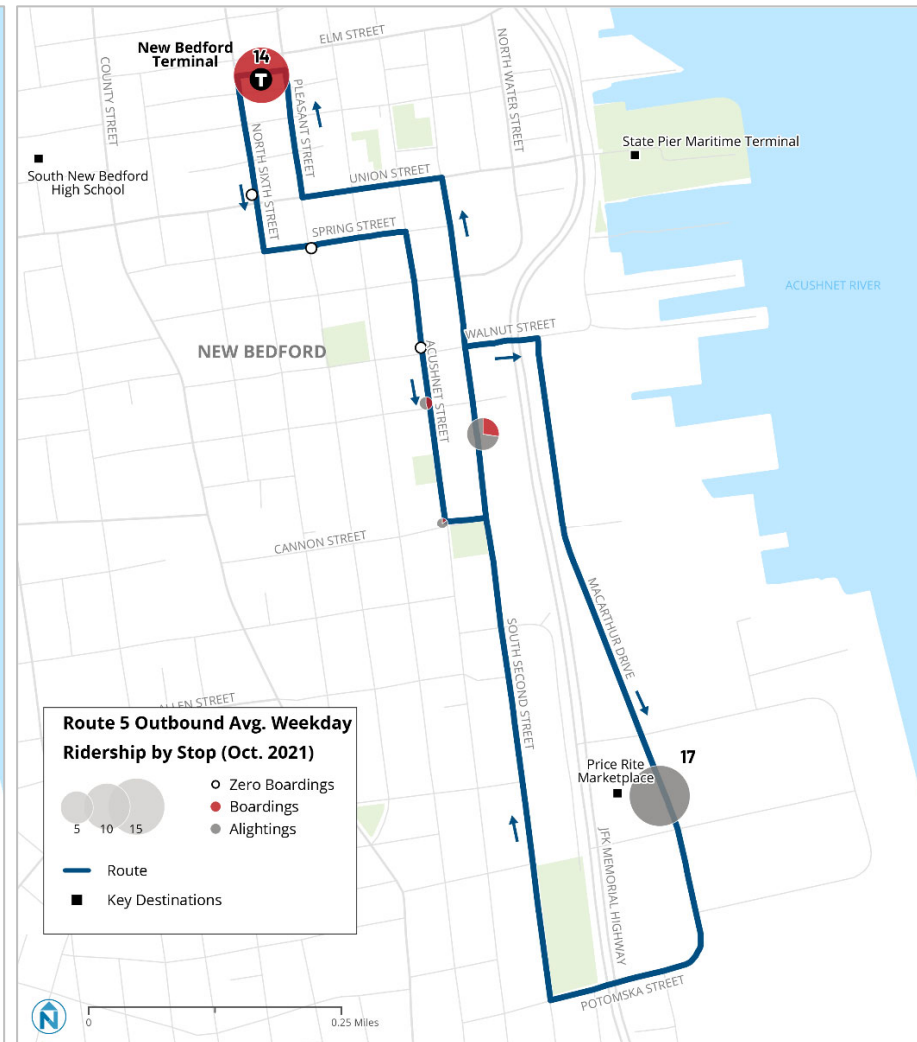 ELM STREET
New Bedford
Terminal
14
T
COUNTY STREET
NORTH WATER STREET
PLEASANT STREET
NORTH SIXTH STREET
State Pier Maritime Terminal
South New Bedford
High School
UNION STREET
SPRING STREET
ACUSHNET RIVER
WALNUT STREET
NEW BEDFORD
ACUSHNET STREET
CANNON STREET
MACARTHUR DRIVE
SOUTH SECOND STREET
ALLEN STREET
Route 5 Outbound Avg. Weekday
Ridership by Stop (Oct. 2021)
5 10 15
Zero Boardings
Boardings
Alightings
Route
Key Destinations
17
Price Rite
Marketplace
JFK MEMORIAL HIGHWAY
POTOMSKA STREET
N
0 0.25 Miles